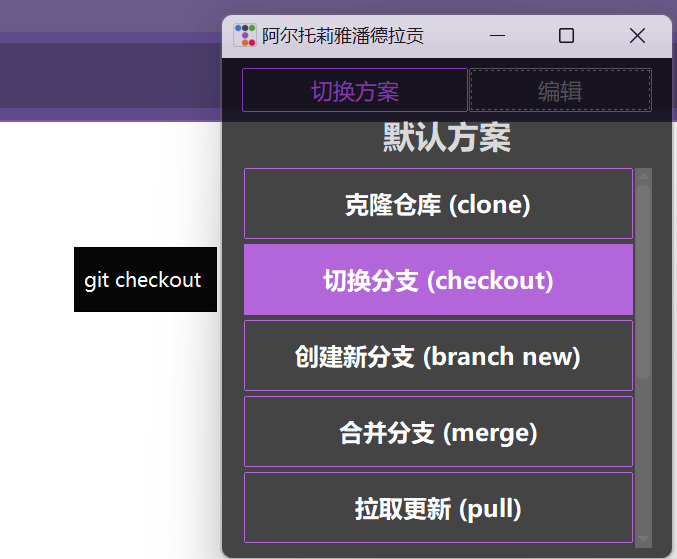 阿尔托莉雅潘德拉贡
切换方案
编辑
默认方案
克隆仓库 (clone)
git checkout
切换分支 (checkout)
创建新分支 (branch new)
合并分支 (merge)
拉取更新 (pull)